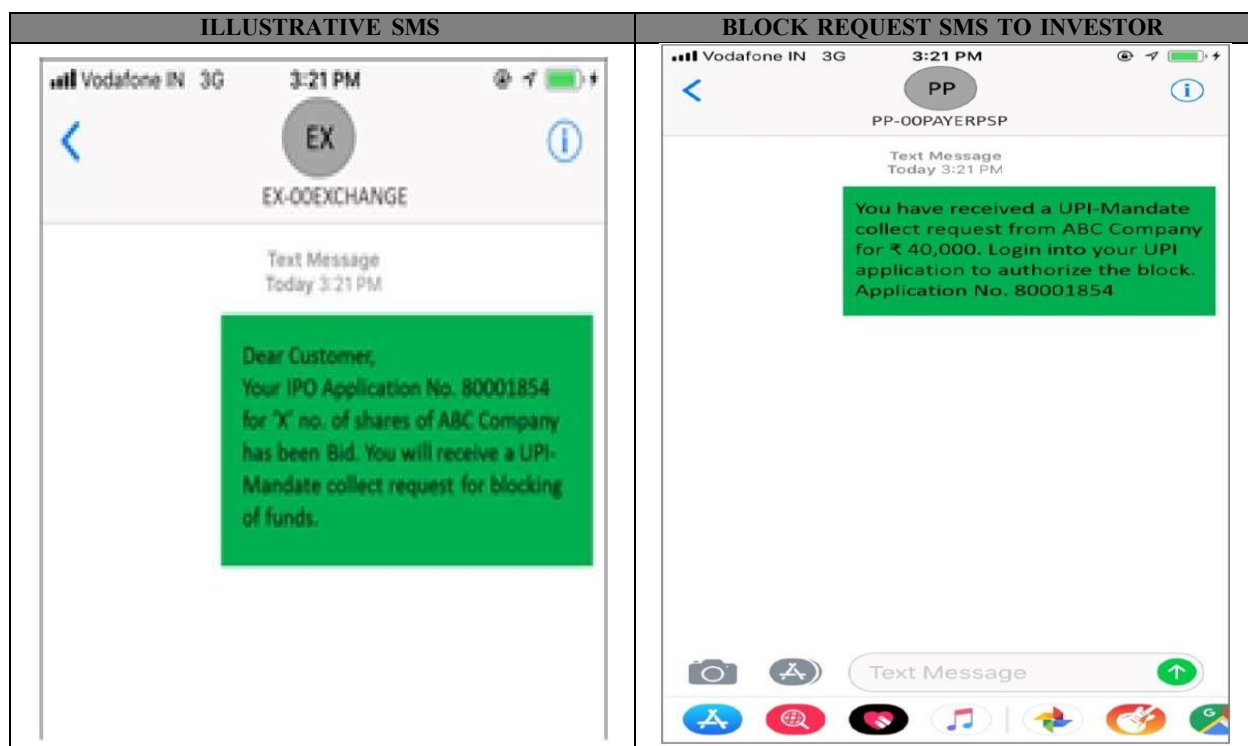 ILLUSTRATIVE SMS
Vodafone IN 3G 3:21 PM
EX
EX-00EXCHANGE
Text Message
Today 3:21 PM
Dear Customer,
Your IPO Application No. 80001854
for 'X' no. of shares of ABC Company
has been Bid. You will receive a UPI-
Mandate collect request for blocking
of funds.
BLOCK REQUEST SMS TO INVESTOR
Vodafone IN 3G 3:21 PM
PP
PP-00PAYERPSP
Text Message
Today 3:21 PM
You have received a UPI-Mandate
collect request from ABC Company
for ₹ 40,000. Login into your UPI
application to authorize the block.
Application No. 80001854
Text Message